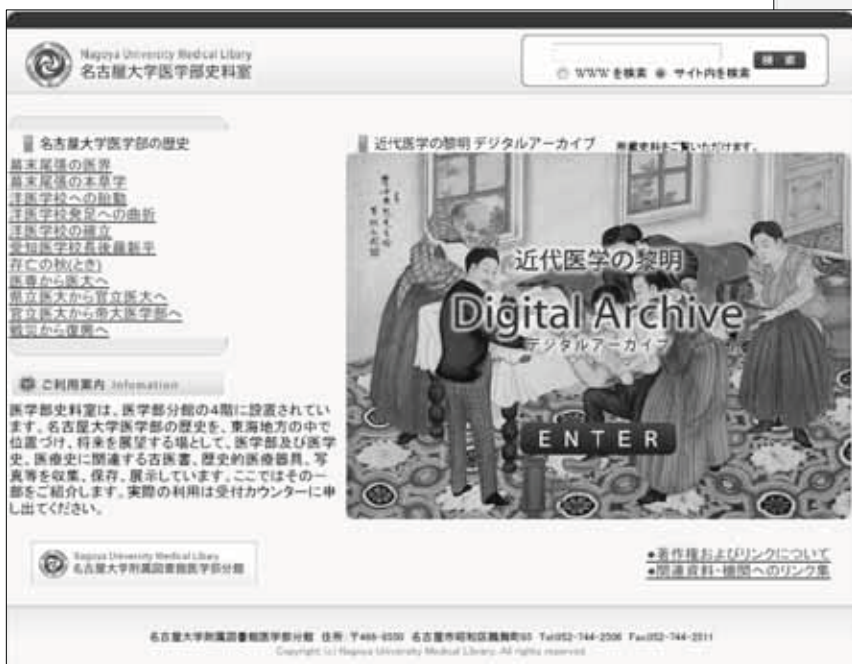 Nagoya University Medical Library
名古屋大学医学部史料室
検 索
WWW を検索 サイト内を検索
名古屋大学医学部の歴史
幕末尾張の医界
幕末尾張の本草学
洋医学校への胎動
洋医学校発足への曲折
洋医学校の確立
愛知医学校長後藤新平
存亡の秋(とき)
医専から医大へ
県立医大から官立医大へ
官立医大から帝大医学部へ
戦災から復興へ
ご利用案内 Infomation
医学部史料室は、医学部分館の4階に設置されてい
ます。名古屋大学医学部の歴史を、東海地方の中で
位置づけ、将来を展望する場として、医学部及び医学
史、医療史に関連する古医書、歴史的医療器具、写
真等を収集、保存、展示しています。ここではその一
部をご紹介します。実際の利用は受付カウンターに申
し出てください。
近代医学の黎明 デジタルアーカイブ 所蔵史料をご覧いただけます。
近代医学の黎明
Digital Archive
デジタルアーカイブ
ENTER
Nagoya University Medical Library
名古屋大学附属図書館医学部分館
●著作権およびリンクについて
●関連資料・機関へのリンク集
名古屋大学附属図書館医学部分館 住所: 〒466-8550 名古屋市昭和区鶴舞町65 Tel:052-744-2506 Fax:052-744-2511
Copyright (c) Nagoya University Medical Library. All rights reserved.